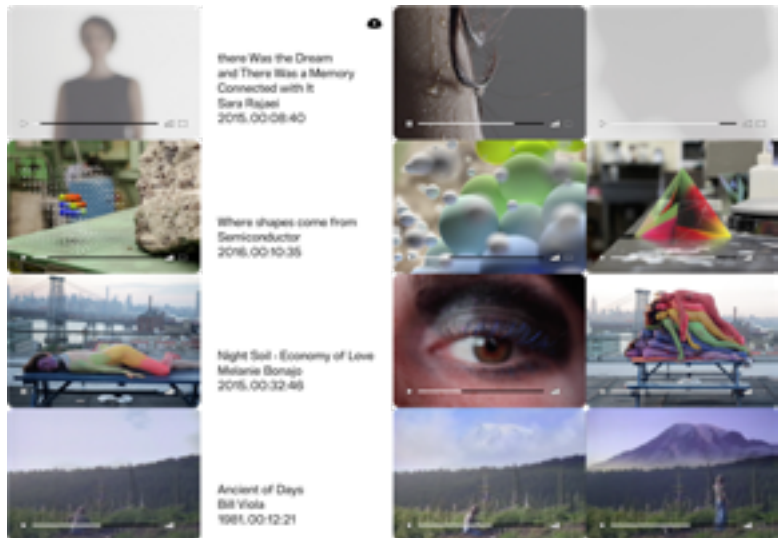 there Was the Dream
and There Was a Memory
Connected with It
Sara Rajaei
2015, 00:08:40
Where shapes come from
Semiconductor
2016, 00:10:35
Night Soil - Economy of Love
Melanie Bonajo
2015, 00:32:46
Ancient of Days
Bill Viola
1981, 00:12:21